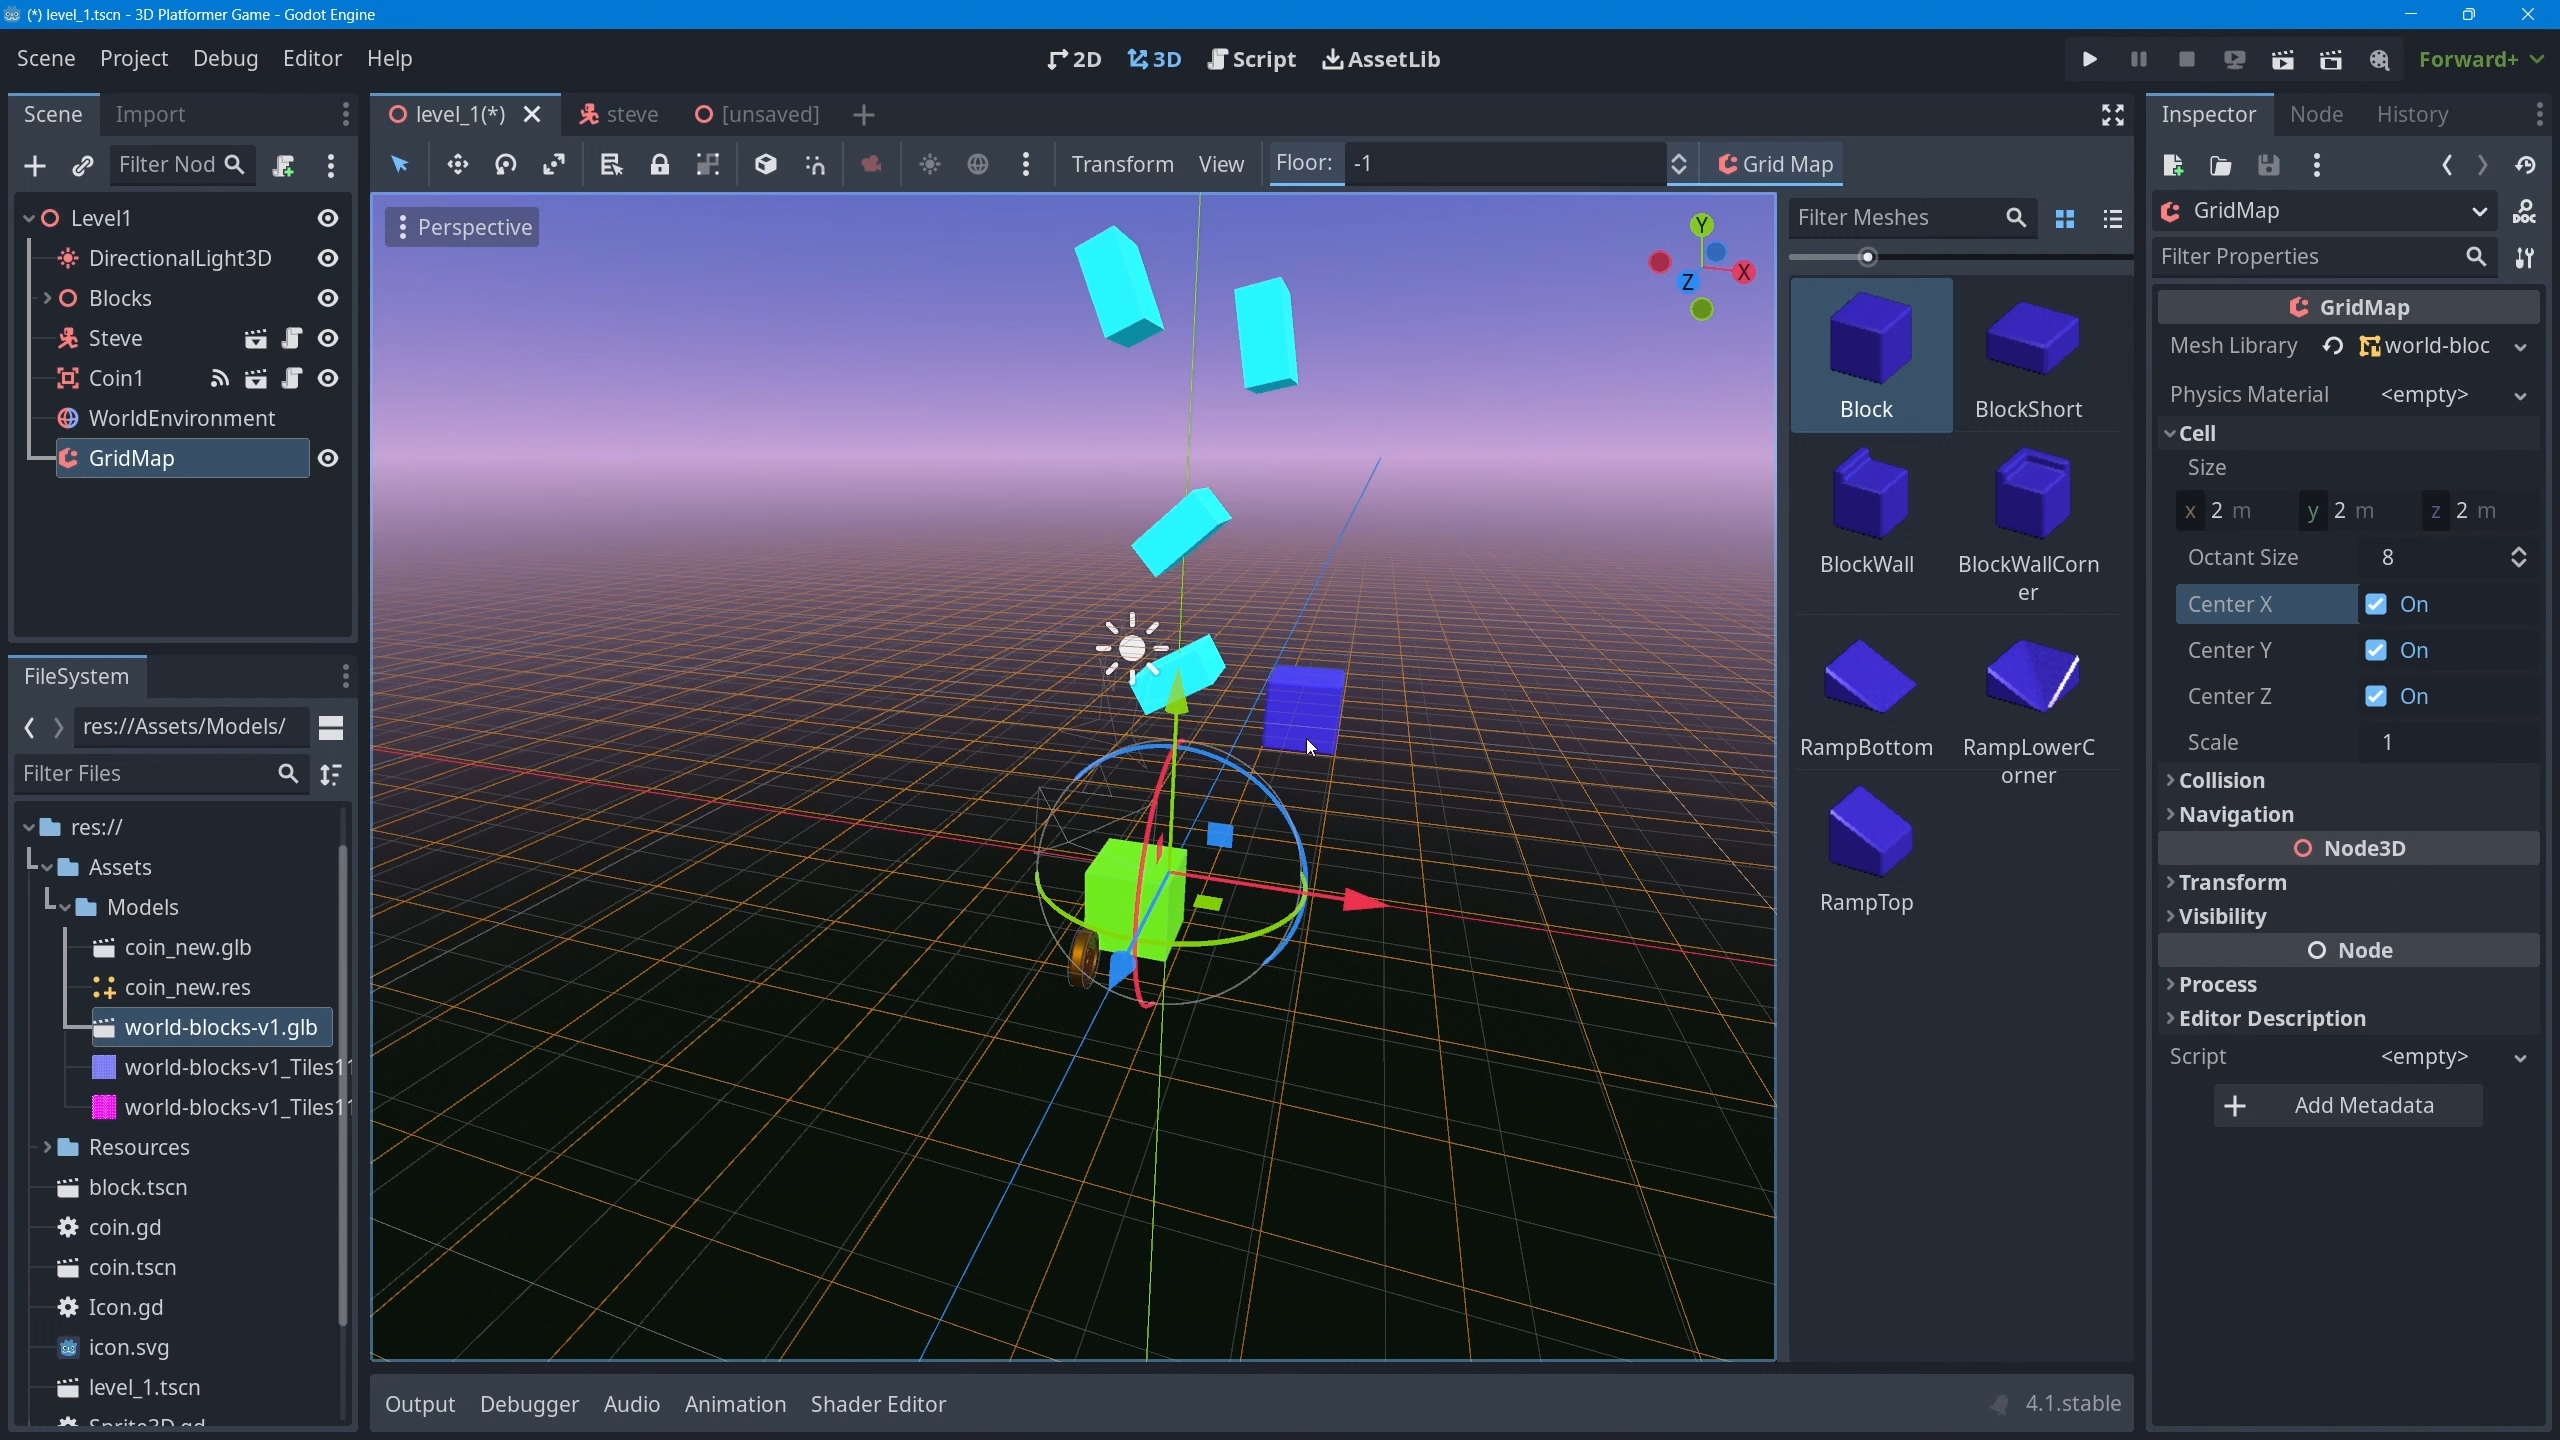 (*) level_1.tscn - 3D Platformer Game - Godot Engine
Scene Project Debug Editor Help
2D 3D Script AssetLib
Forward+
Scene Import
Filter Nod
Level1
DirectionalLight3D
Blocks
Steve
Coin1
WorldEnvironment
GridMap
FileSystem
res://Assets/Models/
Filter Files
res://
Assets
Models
coin_new.glb
coin_new.res
world-blocks-v1.glb
world-blocks-v1_Tiles11
world-blocks-v1_Tiles11
Resources
block.tscn
coin.gd
coin.tscn
Icon.gd
icon.svg
level_1.tscn
level_1(*) steve [unsaved]
Transform View Floor: -1 Grid Map
Perspective
Y
X
Z
Filter Meshes
Block BlockShort
BlockWall BlockWallCorn
er
RampBottom RampLowerC
orner
RampTop
Output Debugger Audio Animation Shader Editor
4.1.stable
Inspector Node History
GridMap
DOC
Filter Properties
GridMap
Mesh Library world-bloc
Physics Material <empty>
Cell
Size
x 2 m y 2 m z 2 m
Octant Size 8
Center X On
Center Y On
Center Z On
Scale 1
Collision
Navigation
Node3D
Transform
Visibility
Node
Process
Editor Description
Script <empty>
Add Metadata